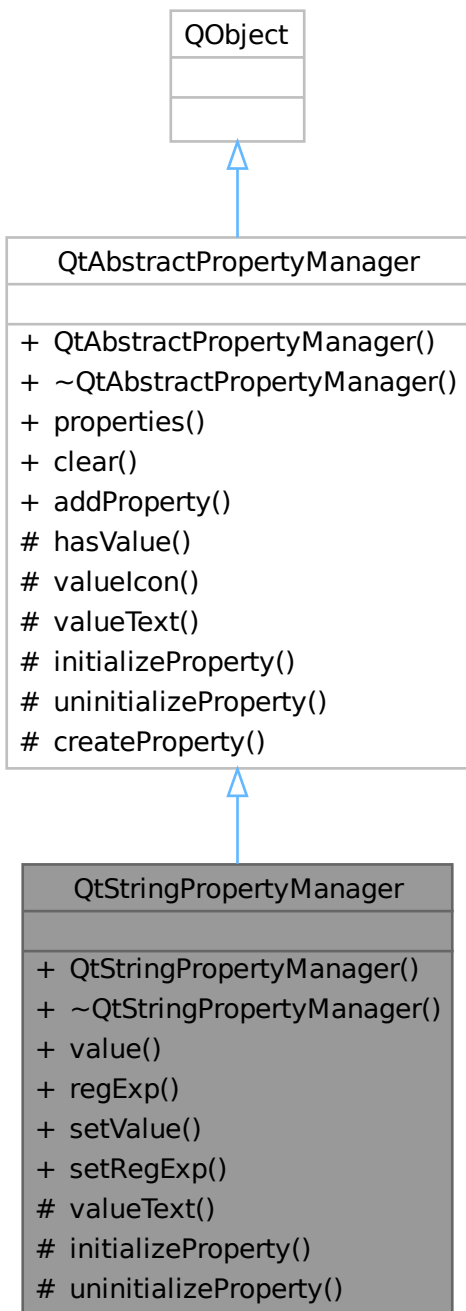 QObject
QtAbstractPropertyManager
+ QtAbstractPropertyManager()
+ ~QtAbstractPropertyManager()
+ properties()
+ clear()
+ addProperty()
# hasValue()
# valueIcon()
# valueText()
# initializeProperty()
# uninitializeProperty()
# createProperty()
QtStringPropertyManager
+ QtStringPropertyManager()
+ ~QtStringPropertyManager()
+ value()
+ regExp()
+ setValue()
+ setRegExp()
# valueText()
# initializeProperty()
# uninitializeProperty()